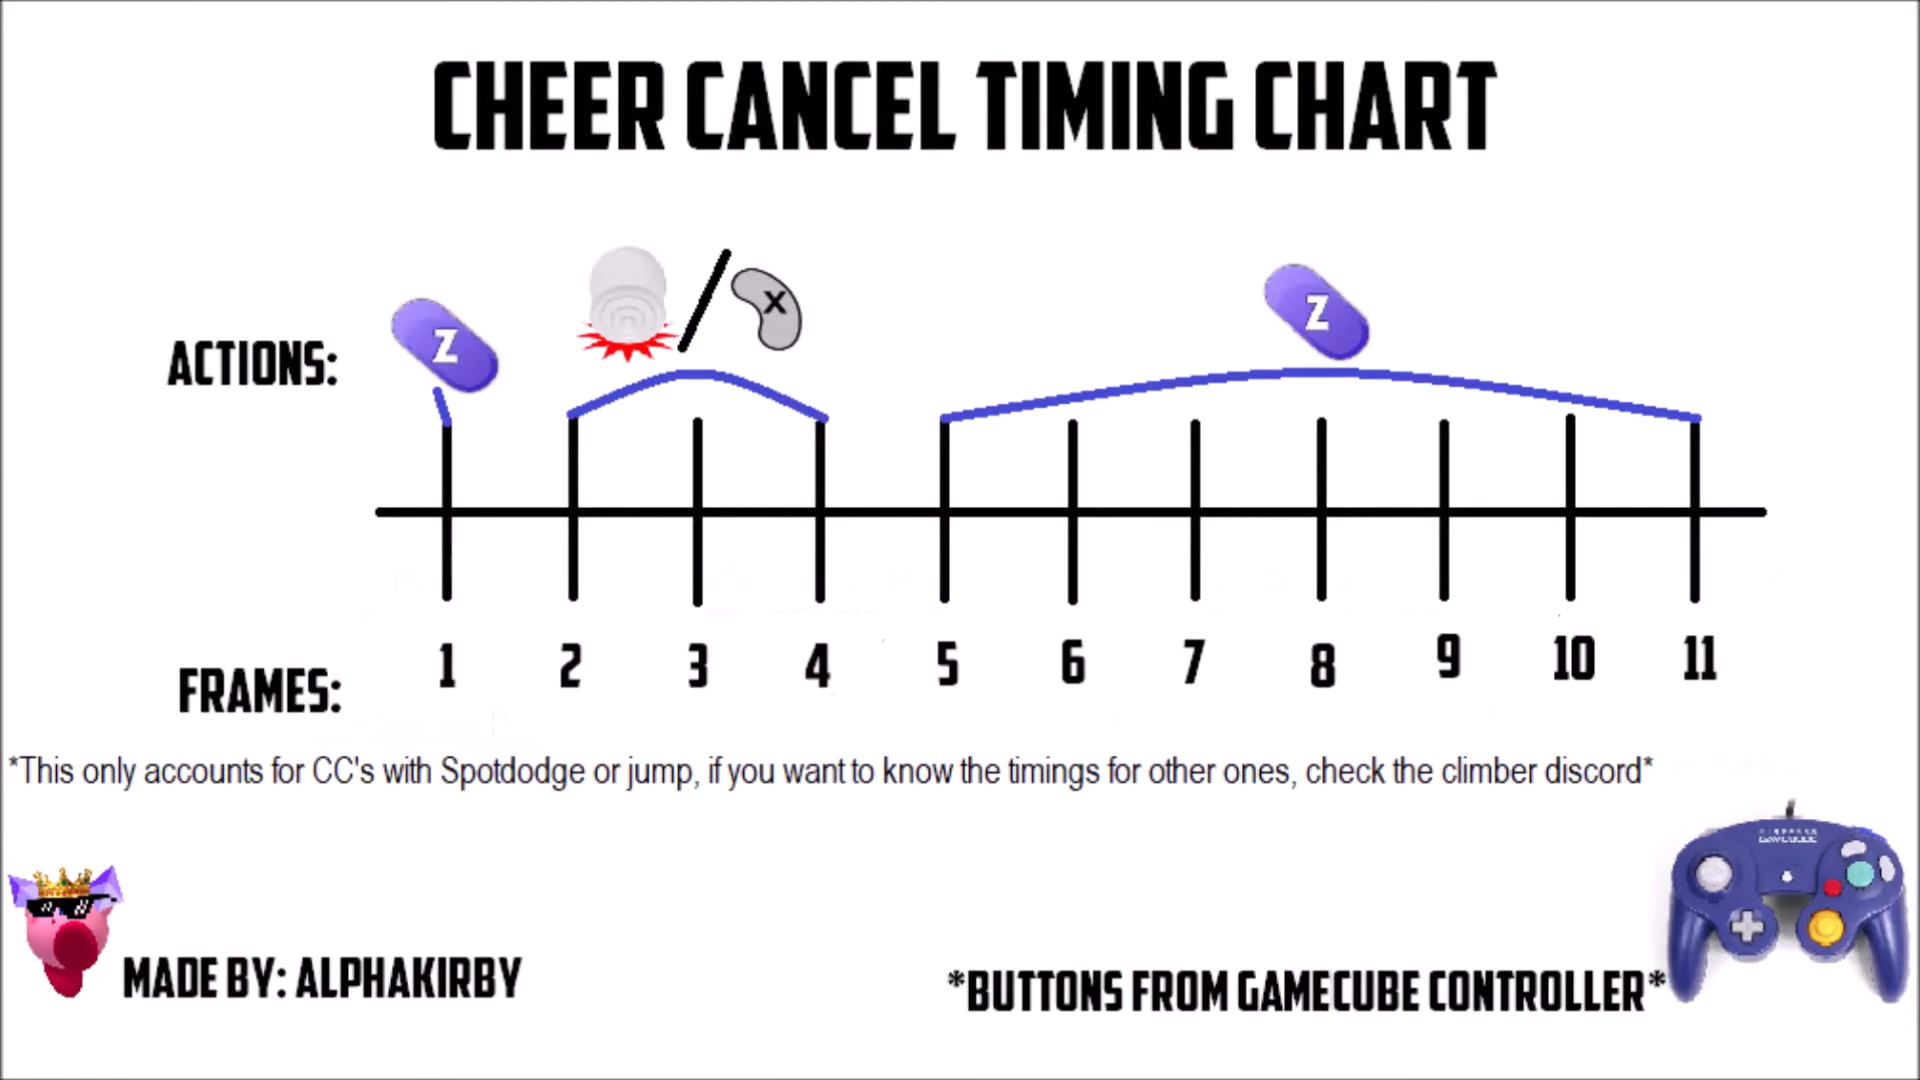 CHEER CANCEL TIMING CHART
X
Z
Z
ACTIONS:
1 2 3 4 5 6 7 8 9 10 11
FRAMES:
*This only accounts for CC's with Spotdodge or jump, if you want to know the timings for other ones, check the climber discord*
GAMECUBE
MADE BY: ALPHAKIRBY
*BUTTONS FROM GAMECUBE CONTROLLER*